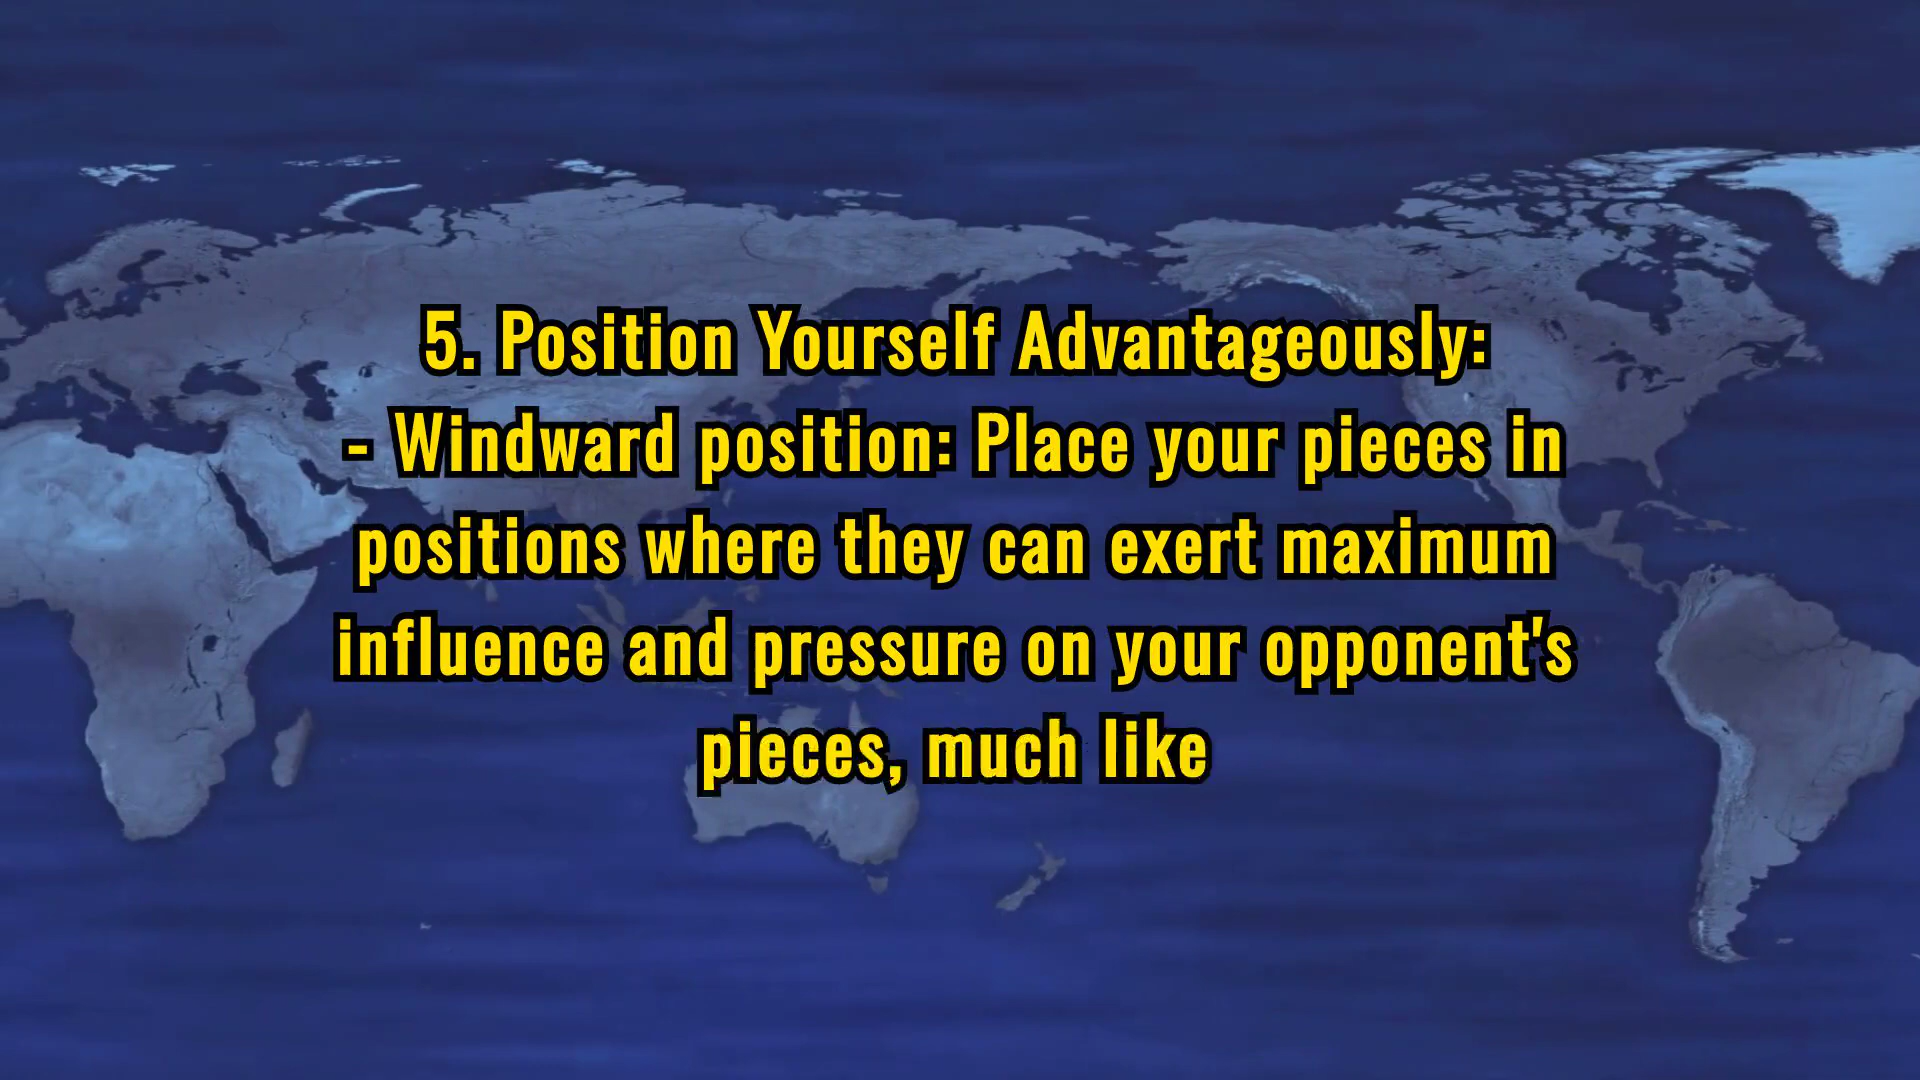 5. Position Yourself Advantageously:
- Windward position: Place your pieces in
positions where they can exert maximum
influence and pressure on your opponent's
pieces, much like